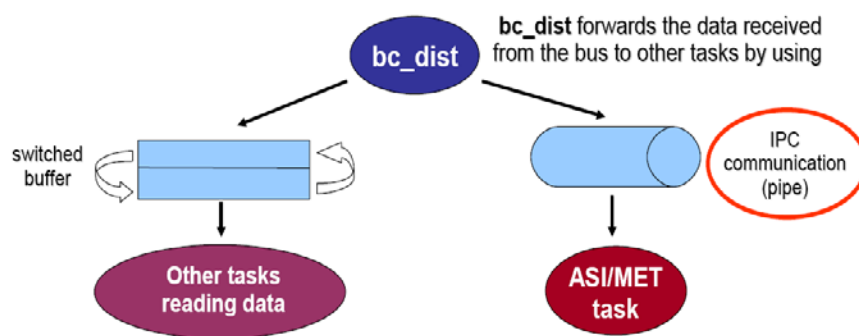 bc_dist
bc_dist forwards the data received
from the bus to other tasks by using
switched
buffer
IPC
communication
(pipe)
Other tasks
reading data
ASI/MET
task